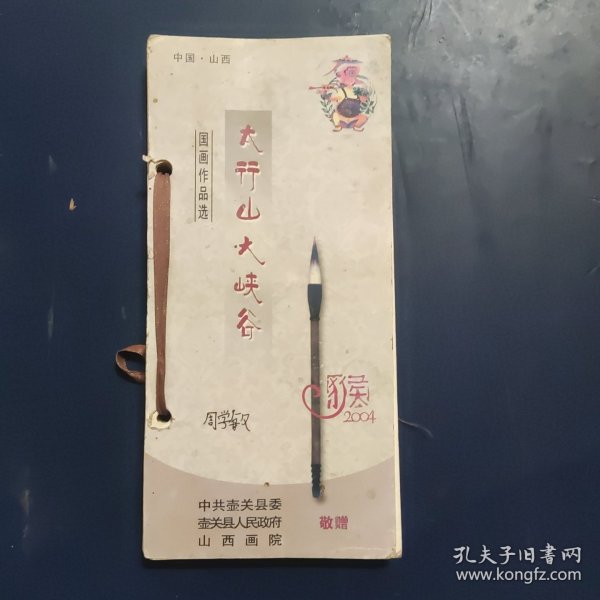 中国·山西
太行山大峡谷
国画作品选
猴
2004
周学敏
中共壶关县委
壶关县人民政府
山西画院
敬赠
孔夫子旧书网
www.kongfz.com